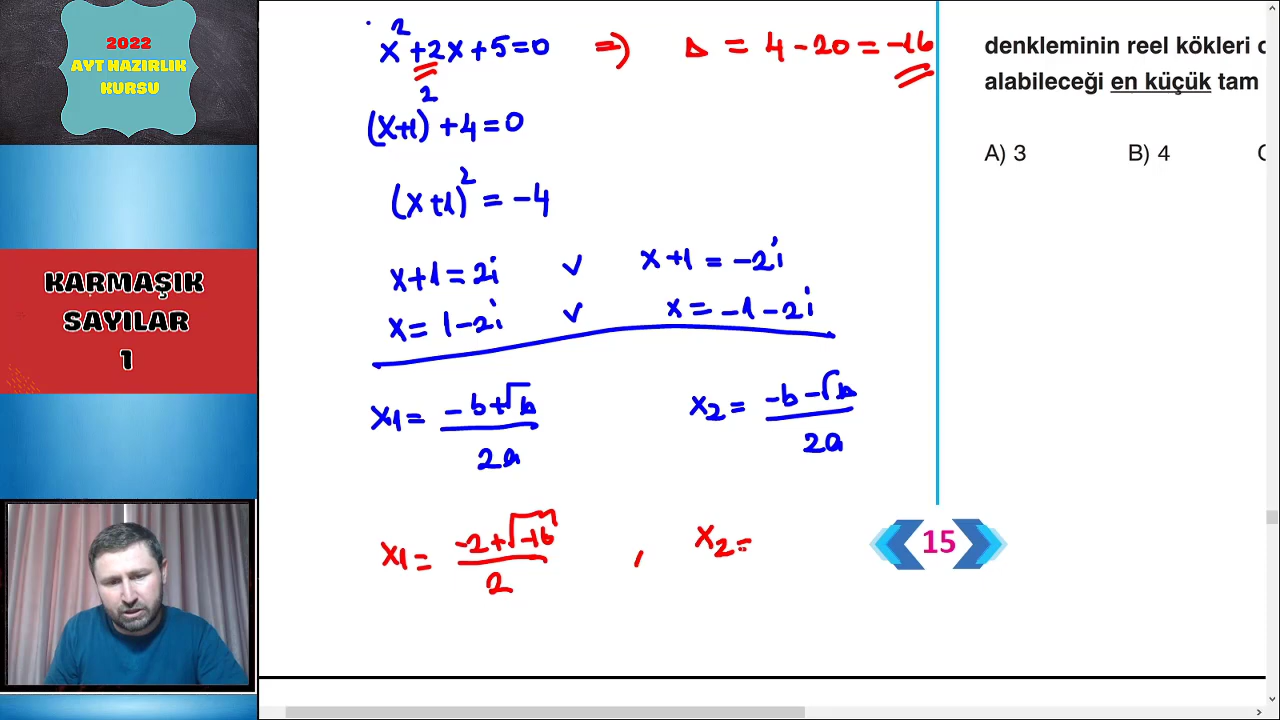 2022
AYT HAZIRLIK
KURSU
KARMAŞIK
SAYILAR
1
x²+2x+5=0 ⇒ Δ = 4-20=-16
(x+1)²+4=0
(x+1)²=-4
x+1=2i ∨ x+1=-2i
x=1-2i ∨ x=-1-2i
x₁= (-b+√Δ)/2a x₂= (-b-√Δ)/2a
x₁= (-2+√-16)/2 , x₂=
15
denkleminin reel kökleri
alabileceği en küçük tam
A) 3 B) 4